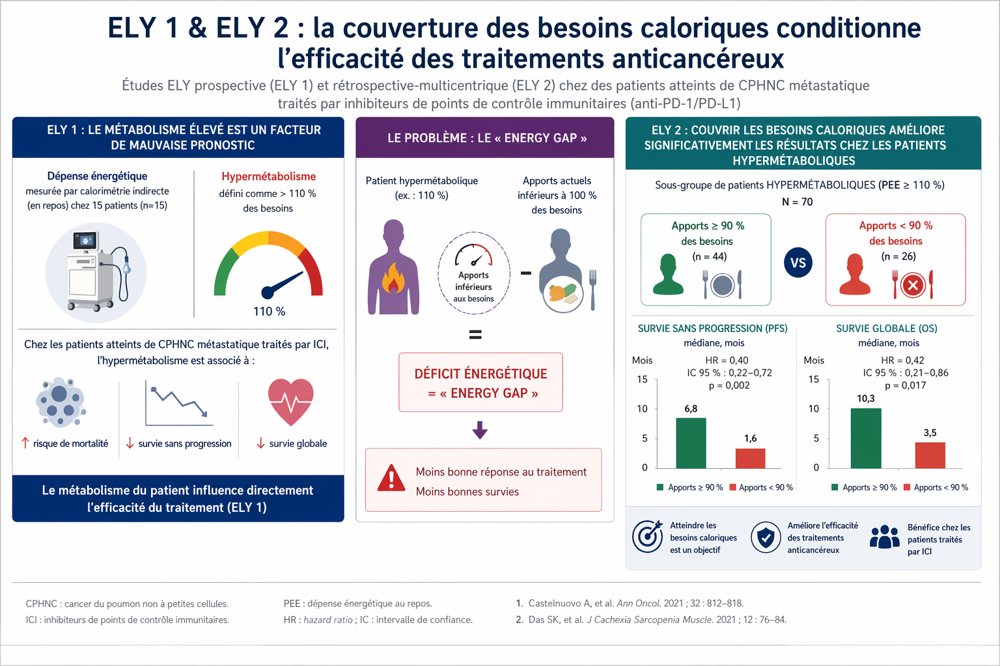 ELY 1 & ELY 2 : la couverture des besoins caloriques conditionne
l'efficacité des traitements anticancéreux
Études ELY prospective (ELY 1) et rétrospective-multicentrique (ELY 2) chez des patients atteints de CPHNC métastatique
traités par inhibiteurs de points de contrôle immunitaires (anti-PD-1/PD-L1)
ELY 1 : LE MÉTABOLISME ÉLEVÉ EST UN FACTEUR
DE MAUVAISE PRONOSTIC
Dépense énergétique
mesurée par calorimétrie indirecte
(en repos) chez 15 patients (n=15)
Hypermétabolisme
défini comme > 110 %
des besoins
110 %
Chez les patients atteints de CPHNC métastatique traités par ICI,
l'hypermétabolisme est associé à :
↑ risque de mortalité
↓ survie sans progression
↓ survie globale
Le métabolisme du patient influence directement
l'efficacité du traitement (ELY 1)
LE PROBLÈME : LE « ENERGY GAP »
Patient hypermétabolique
(ex. : 110 %)
Apports actuels
inférieurs à 100 %
des besoins
Apports
inférieurs
aux besoins
–
=
DÉFICIT ÉNERGÉTIQUE
= « ENERGY GAP »
Moins bonne réponse au traitement
Moins bonnes survies
ELY 2 : COUVRIR LES BESOINS CALORIQUES AMÉLIORE
SIGNIFICATIVEMENT LES RÉSULTATS CHEZ LES PATIENTS
HYPERMÉTABOLIQUES
Sous-groupe de patients HYPERMÉTABOLIQUES (PEE ≥ 110 %)
N = 70
Apports ≥ 90 %
des besoins
(n = 44)
VS
Apports < 90 %
des besoins
(n = 26)
SURVIE SANS PROGRESSION (PFS)
médiane, mois
Mois
HR = 0,40
IC 95 % : 0,22–0,72
p = 0,002
15
10
5
0
6,8
1,6
Apports ≥ 90 %
Apports < 90 %
SURVIE GLOBALE (OS)
médiane, mois
Mois
HR = 0,42
IC 95 % : 0,21–0,86
p = 0,017
15
10
5
0
10,3
3,5
Apports ≥ 90 %
Apports < 90 %
Atteindre les
besoins caloriques
est un objectif
Améliore l'efficacité
des traitements
anticancéreux
Bénéfice chez les
patients traités
par ICI
CPHNC : cancer du poumon non à petites cellules.
ICI : inhibiteurs de points de contrôle immunitaires.
PEE : dépense énergétique au repos.
HR : hazard ratio ; IC : intervalle de confiance.
1. Castelnuovo A, et al. Ann Oncol. 2021 ; 32 : 812–818.
2. Das SK, et al. J Cachexia Sarcopenia Muscle. 2021 ; 12 : 76–84.